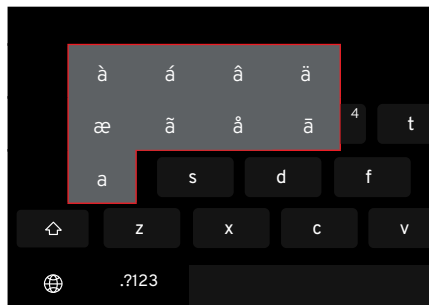 à á â ä
æ ã å ā 4 t
a s d f
z x c v
.?123